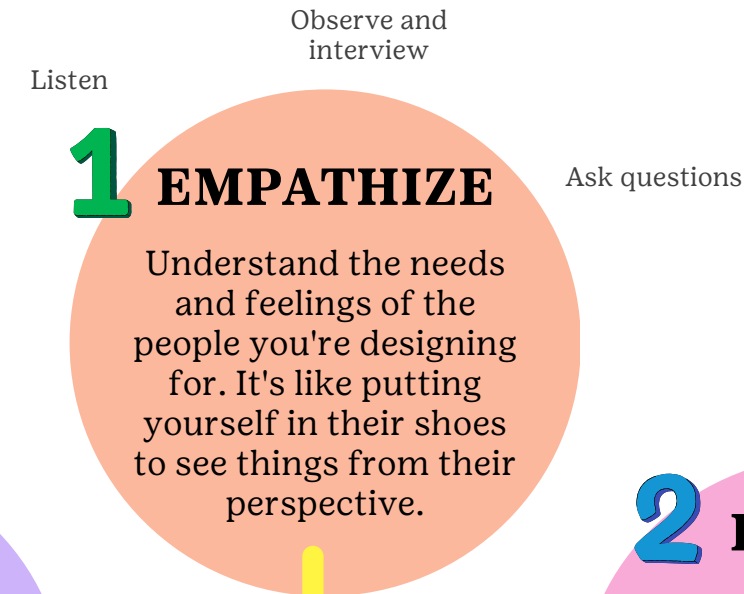 Observe and
interview
Listen
Ask questions
1
EMPATHIZE
Understand the needs
and feelings of the
people you're designing
for. It's like putting
yourself in their shoes
to see things from their
perspective.
2